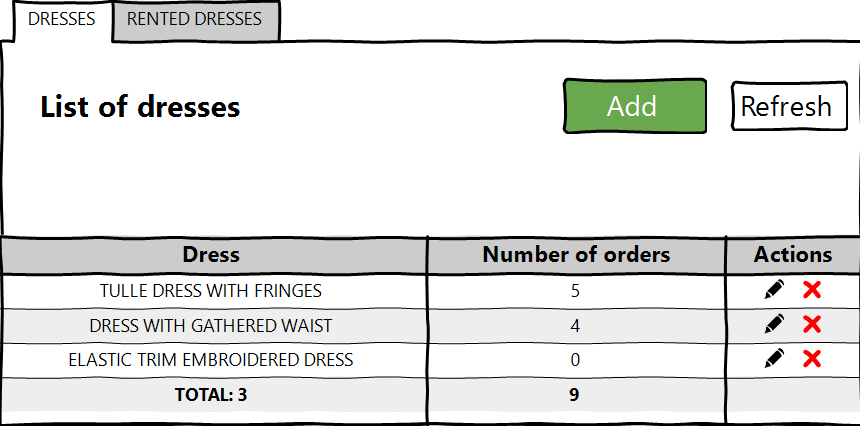 DRESSES RENTED DRESSES
List of dresses Add Refresh
Dress Number of orders Actions
TULLE DRESS WITH FRINGES 5
DRESS WITH GATHERED WAIST 4
ELASTIC TRIM EMBROIDERED DRESS 0
TOTAL: 3 9